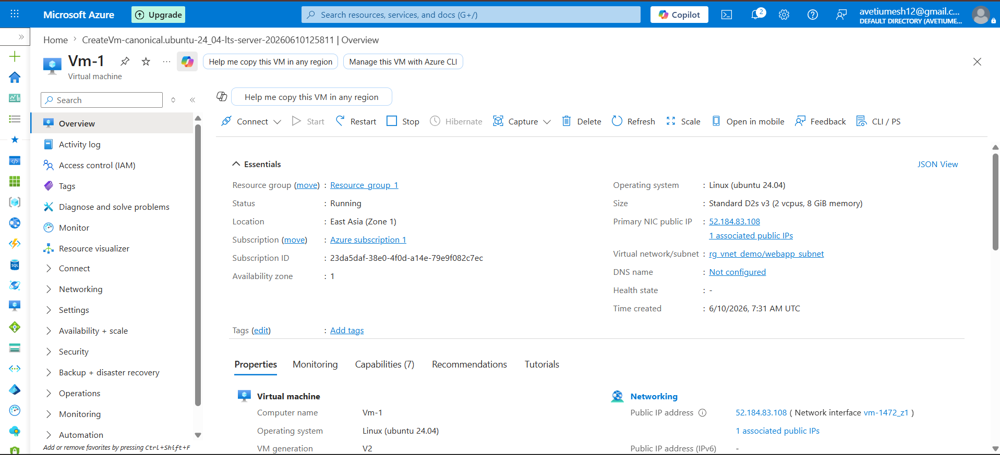 Microsoft Azure
Upgrade
Search resources, services, and docs (G+/)
Copilot
2
avetiumesh12@gmail.c...
DEFAULT DIRECTORY (AVETIUME...
Home > CreateVm-canonical.ubuntu-24_04-lts-server-20260610125811 | Overview
Vm-1
Help me copy this VM in any region
Manage this VM with Azure CLI
Virtual machine
Search
Help me copy this VM in any region
Connect
Start
Restart
Stop
Hibernate
Capture
Delete
Refresh
Scale
Open in mobile
Feedback
CLI / PS
Overview
Activity log
Access control (IAM)
Tags
Diagnose and solve problems
Monitor
Resource visualizer
Connect
Networking
Settings
Availability + scale
Security
Backup + disaster recovery
Operations
Monitoring
Automation
Add or remove favorites by pressing Ctrl+Shift+F
SQL
Essentials
JSON View
Resource group (move) : Resource_group_1
Status : Running
Location : East Asia (Zone 1)
Subscription (move) : Azure subscription 1
Subscription ID : 23da5daf-38e0-4f0d-a14e-79e9f082c7ec
Availability zone : 1
Operating system : Linux (ubuntu 24.04)
Size : Standard D2s v3 (2 vcpus, 8 GiB memory)
Primary NIC public IP : 52.184.83.108
1 associated public IPs
Virtual network/subnet : rg_vnet_demo/webapp_subnet
DNS name : Not configured
Health state : -
Time created : 6/10/2026, 7:31 AM UTC
Tags (edit) : Add tags
Properties
Monitoring
Capabilities (7)
Recommendations
Tutorials
Virtual machine
Computer name Vm-1
Operating system Linux (ubuntu 24.04)
VM generation V2
Networking
Public IP address 52.184.83.108 ( Network interface vm-1472_z1 )
1 associated public IPs
Public IP address (IPv6) -